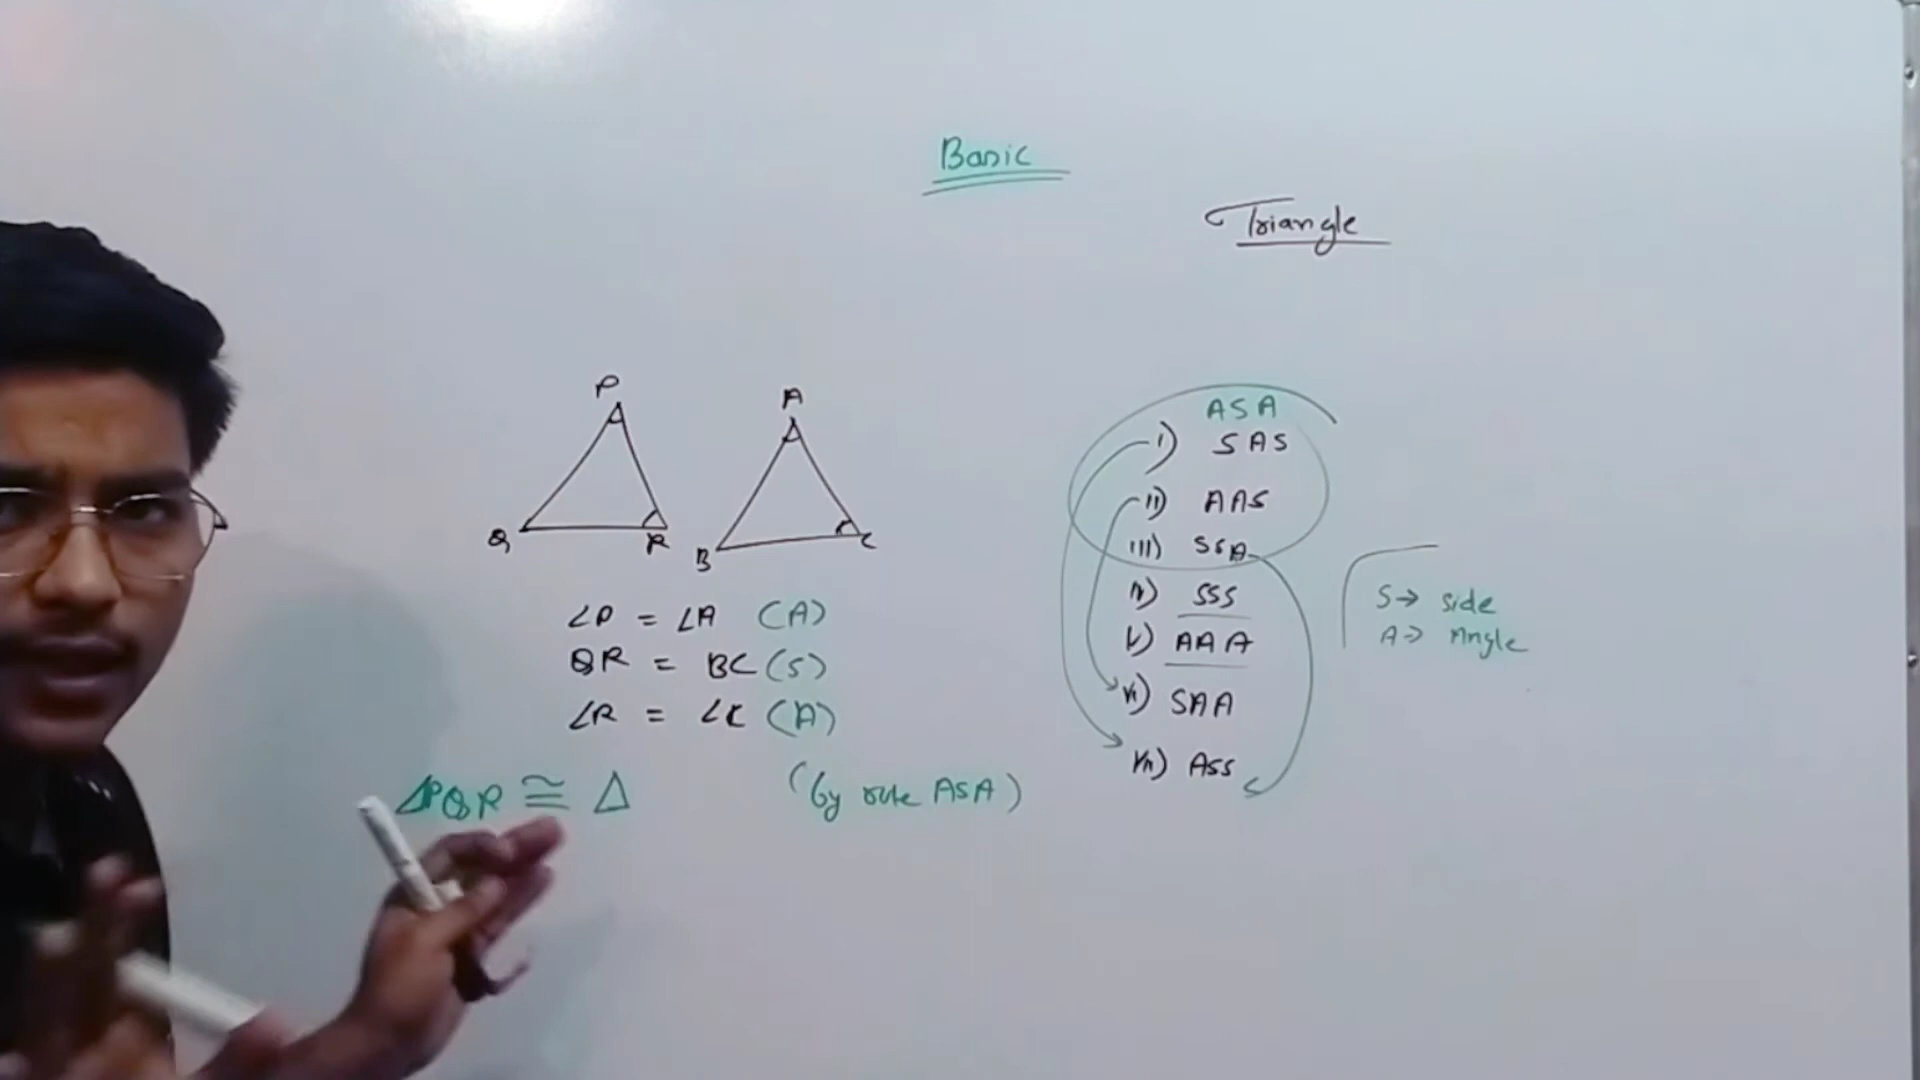 Basic
Triangle
P
A
Q
R
B
C
∠P = ∠A (A)
QR = BC (S)
∠R = ∠C (A)
△PQR ≅ △ (by rule ASA)
ASA
i) SAS
ii) AAS
iii) SSA
iv) SSS
v) AAA
vi) SAA
vii) ASS
S → side
A → Angle